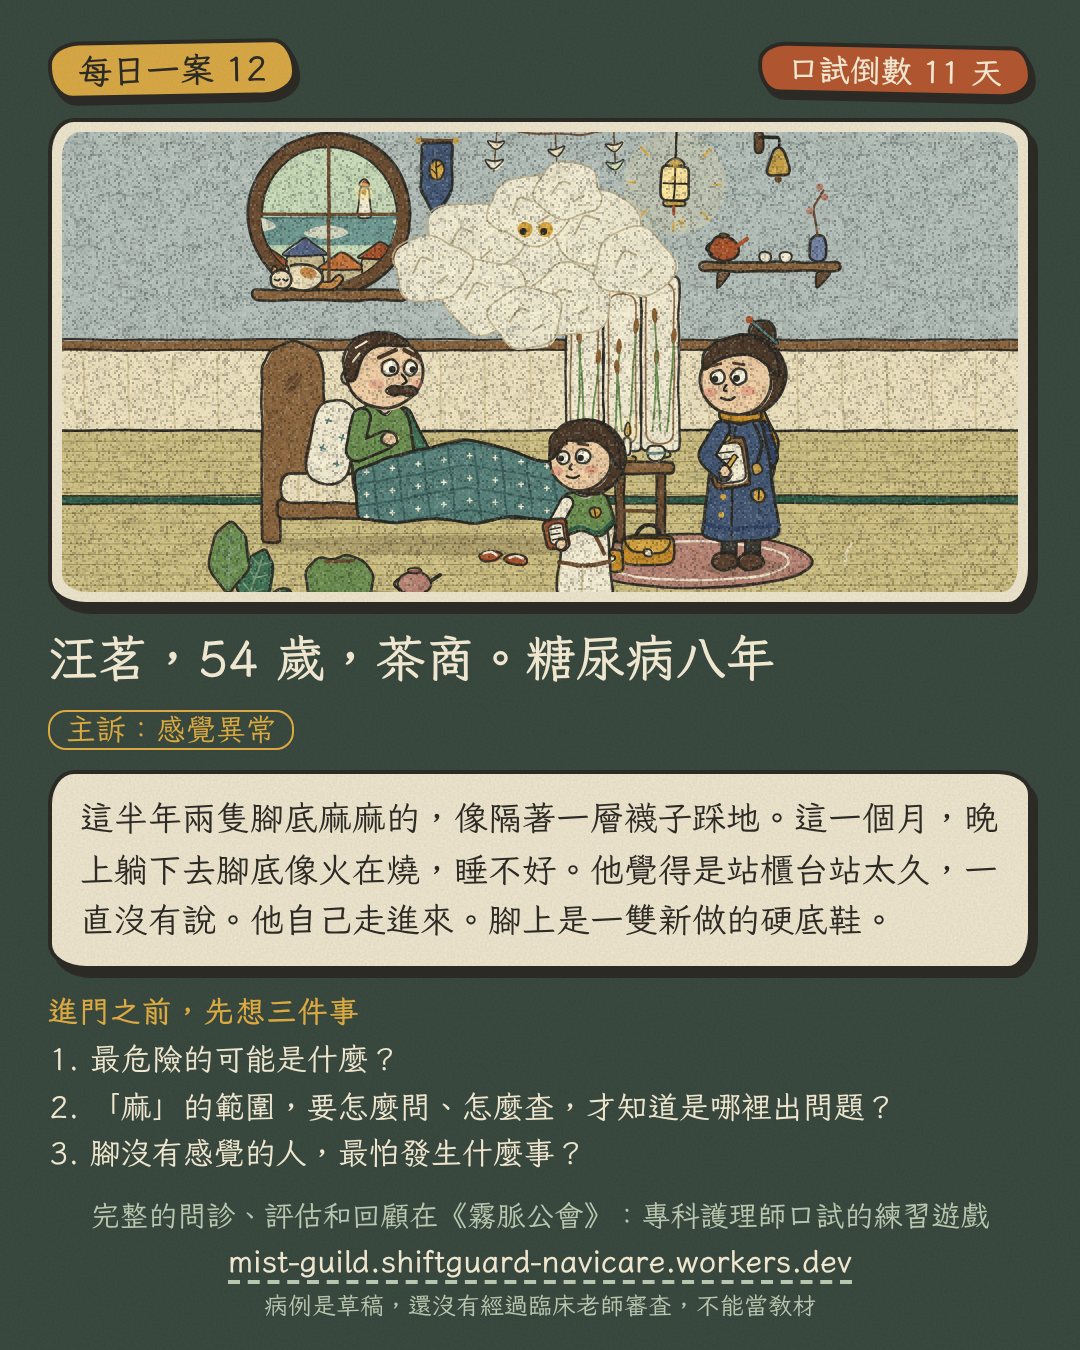 每日一案 12
口試倒數 11 天
汪茗，54 歲，茶商。糖尿病八年
主訴：感覺異常
這半年兩隻腳底麻麻的，像隔著一層襪子踩地。這一個月，晚
上躺下去腳底像火在燒，睡不好。他覺得是站櫃台站太久，一
直沒有說。他自己走進來。腳上是一雙新做的硬底鞋。
進門之前，先想三件事
1. 最危險的可能是什麼？
2. 「麻」的範圍，要怎麼問、怎麼查，才知道是哪裡出問題？
3. 腳沒有感覺的人，最怕發生什麼事？
完整的問診、評估和回顧在《霧脈公會》：專科護理師口試的練習遊戲
mist-guild.shiftguard-navicare.workers.dev
病例是草稿，還沒有經過臨床老師審查，不能當教材